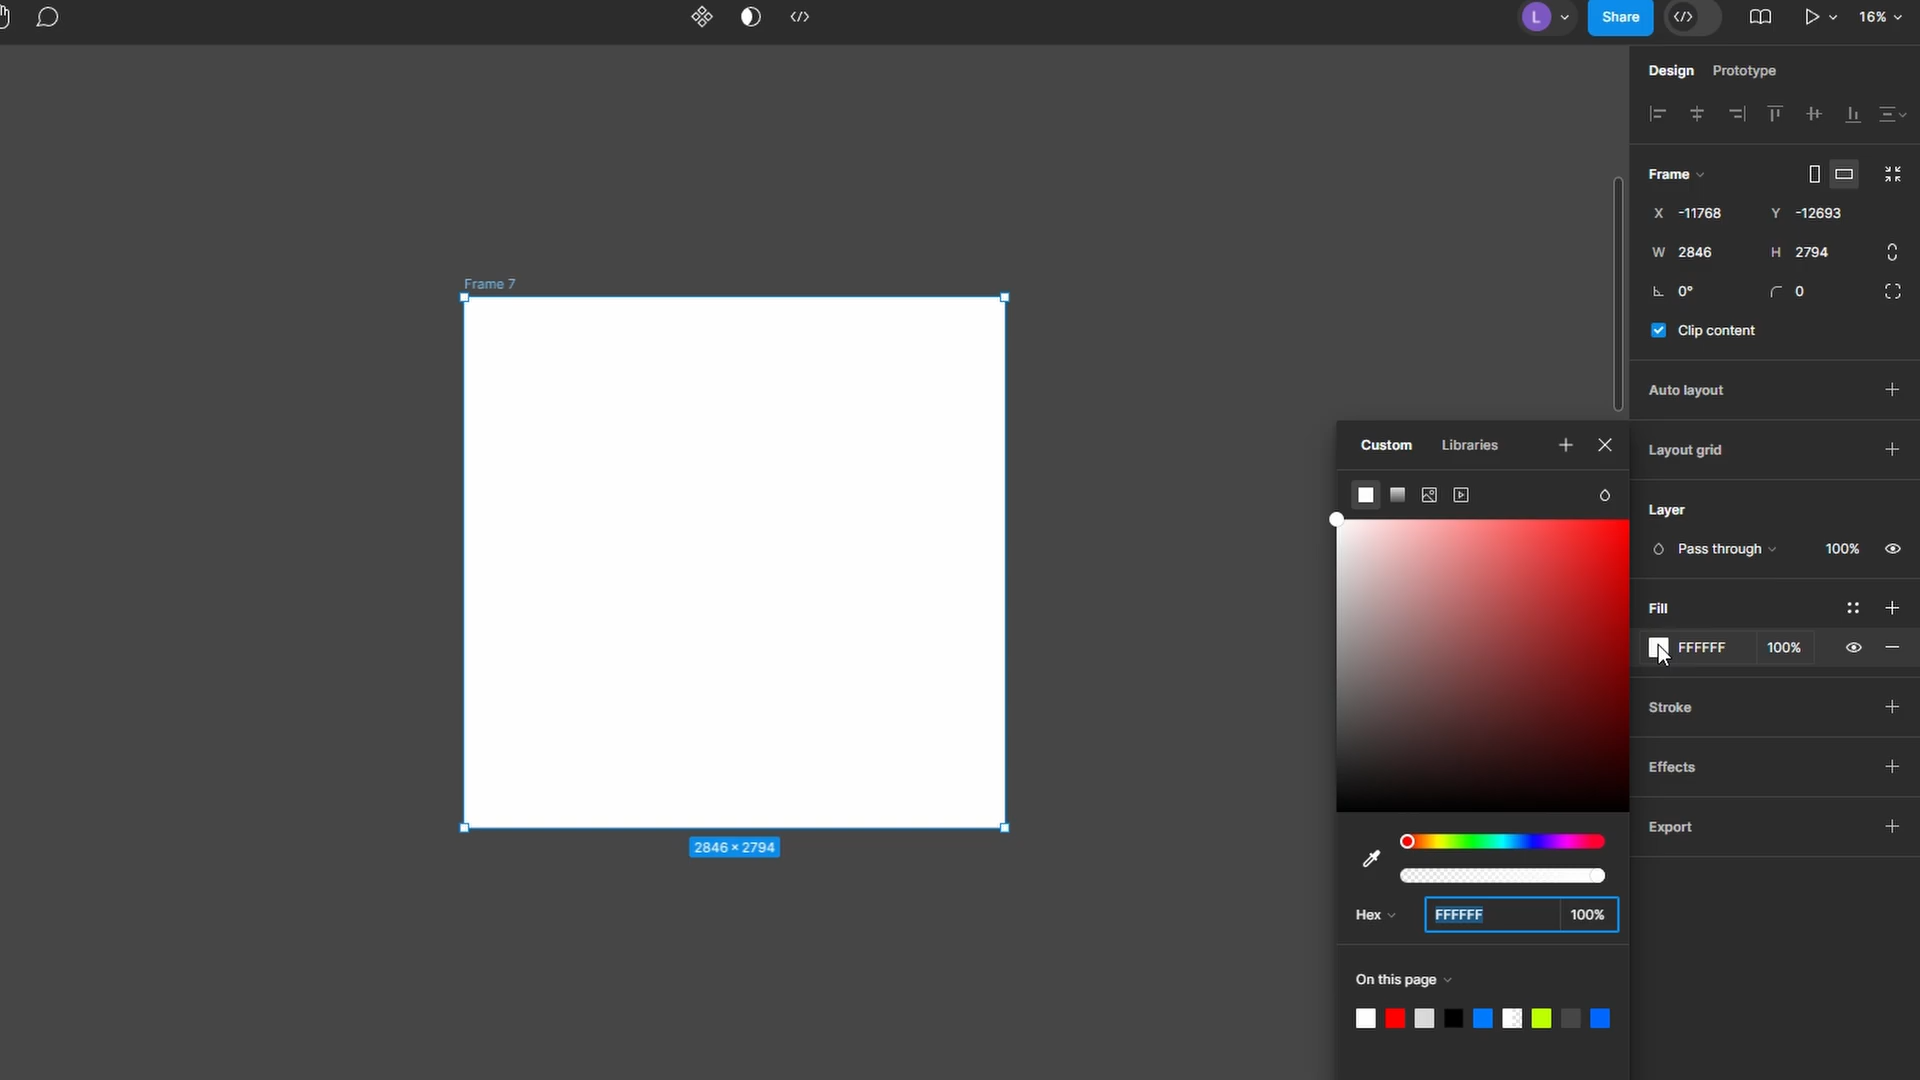 L
Share
16%
Design Prototype
Frame
X -11768 Y -12693
W 2846 H 2794
0° 0
Clip content
Auto layout
Layout grid
Layer
Pass through 100%
Fill
FFFFFF 100%
Stroke
Effects
Export
Frame 7
2846 × 2794
Custom Libraries
Hex FFFFFF 100%
On this page